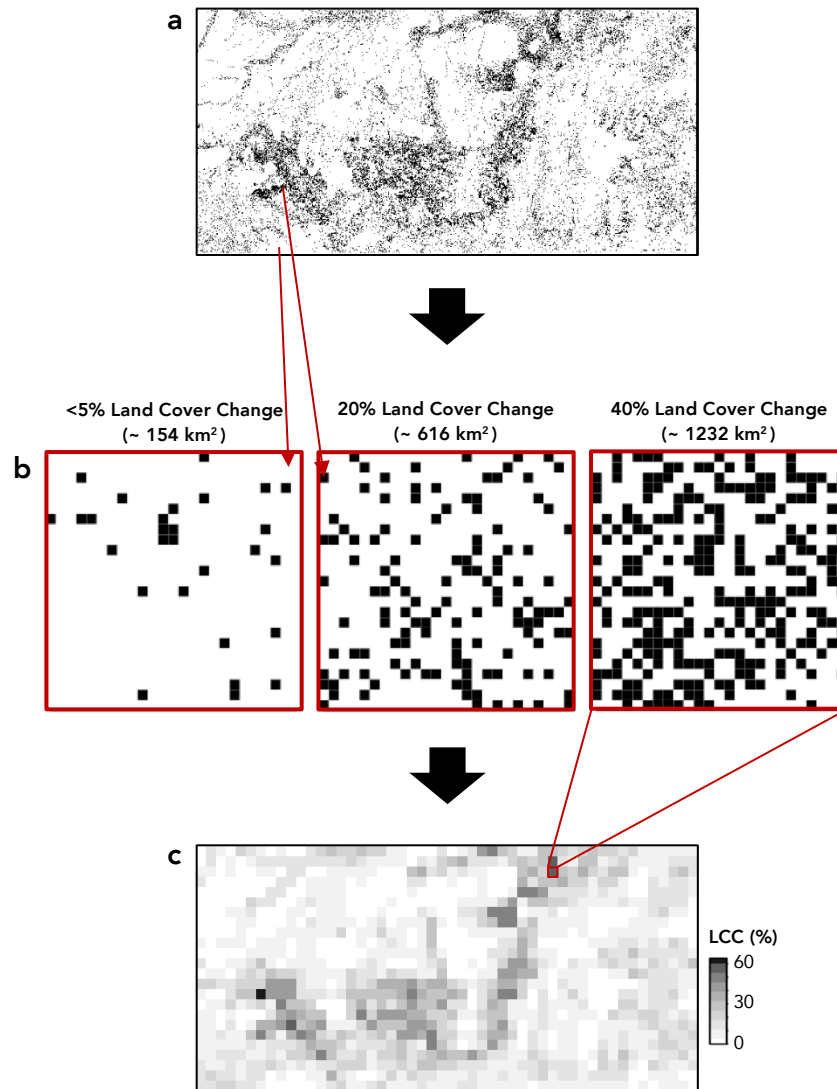 a
<5% Land Cover Change
(~ 154 km²)
20% Land Cover Change
(~ 616 km²)
40% Land Cover Change
(~ 1232 km²)
b
c
LCC (%)
60
30
0